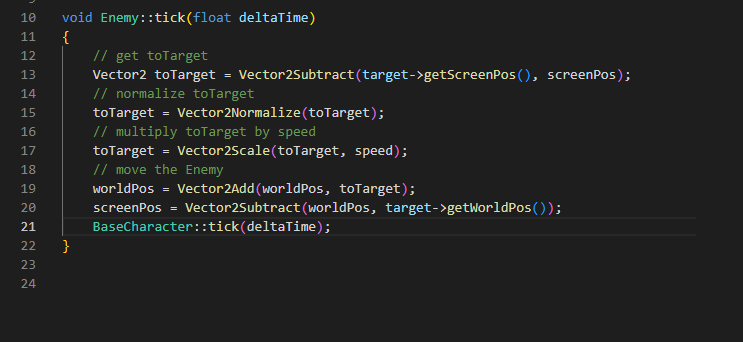 10 void Enemy::tick(float deltaTime)
11 {
12     // get toTarget
13     Vector2 toTarget = Vector2Subtract(target->getScreenPos(), screenPos);
14     // normalize toTarget
15     toTarget = Vector2Normalize(toTarget);
16     // multiply toTarget by speed
17     toTarget = Vector2Scale(toTarget, speed);
18     // move the Enemy
19     worldPos = Vector2Add(worldPos, toTarget);
20     screenPos = Vector2Subtract(worldPos, target->getWorldPos());
21     BaseCharacter::tick(deltaTime);
22 }
23
24